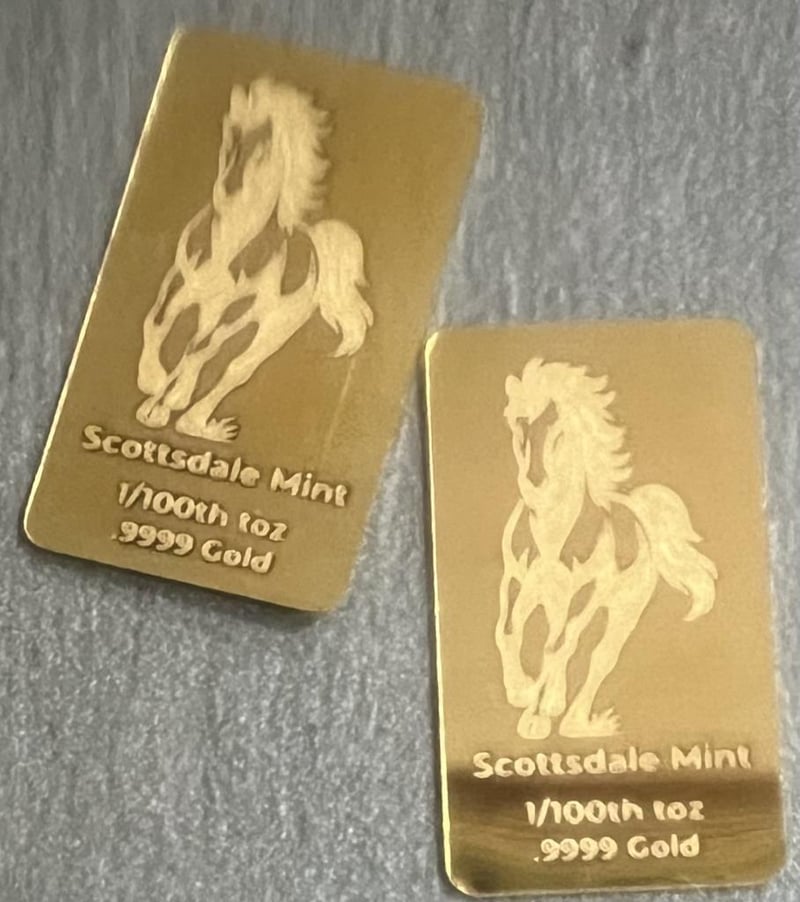 Scottsdale Mint
1/100th toz
.9999 Gold
Scottsdale Mint
1/100th toz
.9999 Gold